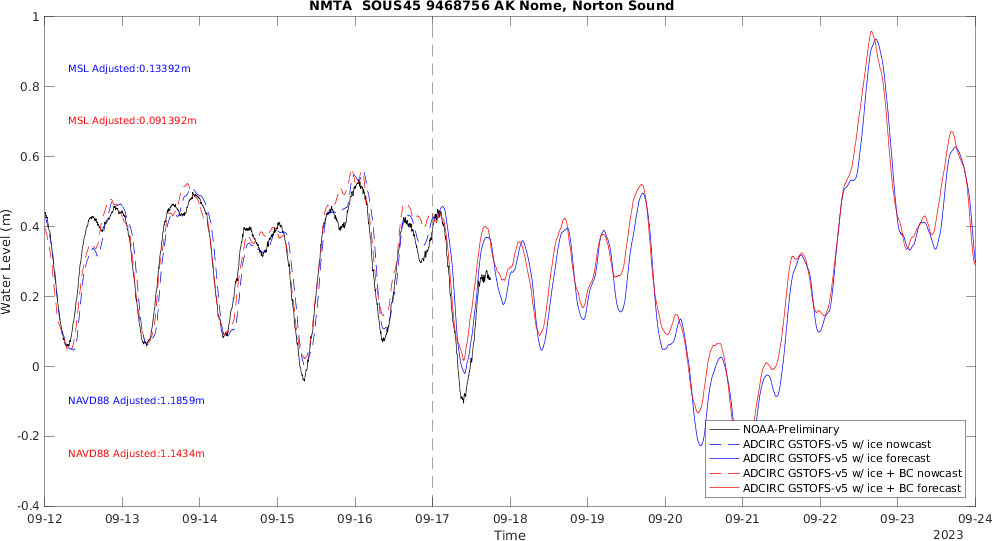 NMTA SOUS45 9468756 AK Nome, Norton Sound
1
0.8
0.6
0.4
0.2
0
-0.2
-0.4
Water Level (m)
MSL Adjusted:0.13392m
MSL Adjusted:0.091392m
NAVD88 Adjusted:1.1859m
NAVD88 Adjusted:1.1434m
NOAA-Preliminary
ADCIRC GSTOFS-v5 w/ ice nowcast
ADCIRC GSTOFS-v5 w/ ice forecast
ADCIRC GSTOFS-v5 w/ ice + BC nowcast
ADCIRC GSTOFS-v5 w/ ice + BC forecast
09-12 09-13 09-14 09-15 09-16 09-17 09-18 09-19 09-20 09-21 09-22 09-23 09-24
Time
2023